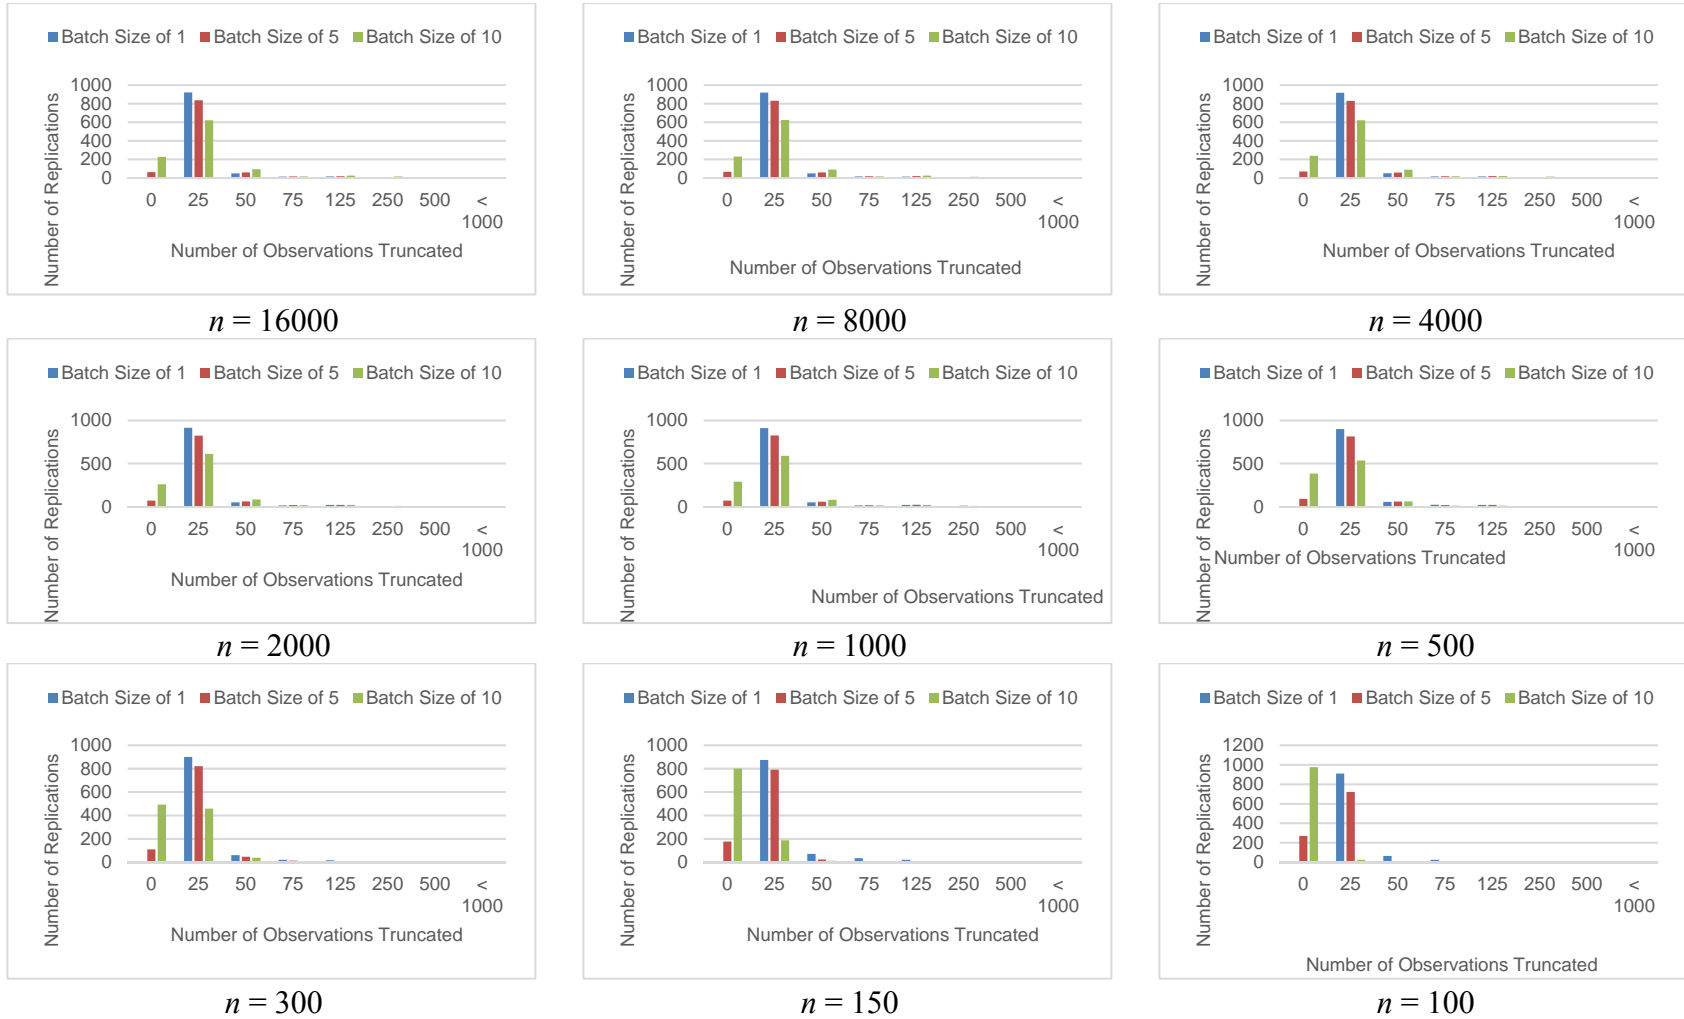 Batch Size of 1 Batch Size of 5 Batch Size of 10
Number of Replications
1000
800
600
400
200
0
0 25 50 75 125 250 500 <
1000
Number of Observations Truncated
n = 16000
Batch Size of 1 Batch Size of 5 Batch Size of 10
Number of Replications
1000
800
600
400
200
0
0 25 50 75 125 250 500 <
1000
Number of Observations Truncated
n = 8000
Batch Size of 1 Batch Size of 5 Batch Size of 10
Number of Replications
1000
800
600
400
200
0
0 25 50 75 125 250 500 <
1000
Number of Observations Truncated
n = 4000
Batch Size of 1 Batch Size of 5 Batch Size of 10
Number of Replications
1000
500
0
0 25 50 75 125 250 500 <
1000
Number of Observations Truncated
n = 2000
Batch Size of 1 Batch Size of 5 Batch Size of 10
Number of Replications
1000
500
0
0 25 50 75 125 250 500 <
1000
Number of Observations Truncated
n = 1000
Batch Size of 1 Batch Size of 5 Batch Size of 10
Number of Replications
1000
500
0
0 25 50 75 125 250 500 <
1000
Number of Observations Truncated
n = 500
Batch Size of 1 Batch Size of 5 Batch Size of 10
Number of Replications
1000
800
600
400
200
0
0 25 50 75 125 250 500 <
1000
Number of Observations Truncated
n = 300
Batch Size of 1 Batch Size of 5 Batch Size of 10
Number of Replications
1000
800
600
400
200
0
0 25 50 75 125 250 500 <
1000
Number of Observations Truncated
n = 150
Batch Size of 1 Batch Size of 5 Batch Size of 10
Number of Replications
1200
1000
800
600
400
200
0
0 25 50 75 125 250 500 <
1000
Number of Observations Truncated
n = 100